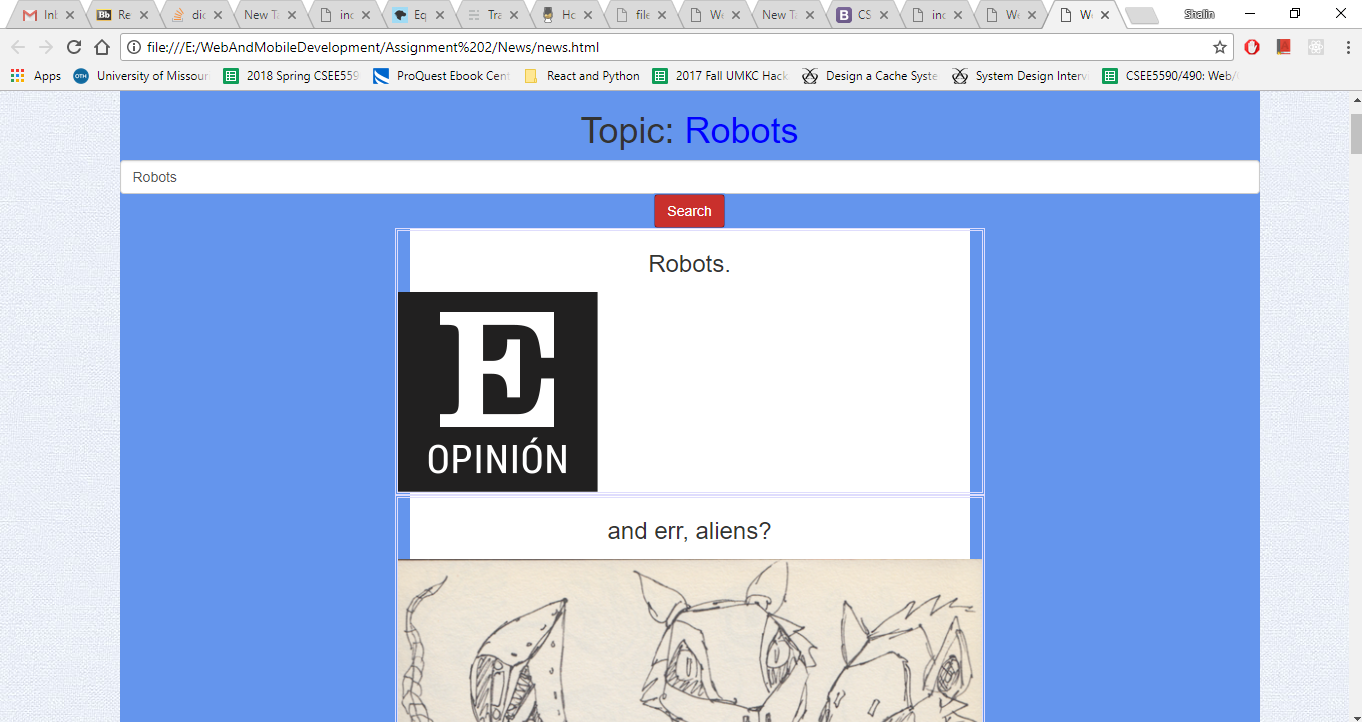 Inl Bb Re dic New Ta inc Eq Tra Ho file We New Ta B CS inc We We Shalin
file:///E:/WebAndMobileDevelopment/Assignment%202/News/news.html
Apps OTH University of Missour 2018 Spring CSEE559 ProQuest Ebook Cent React and Python 2017 Fall UMKC Hack Design a Cache Syste System Design Interv CSEE5590/490: Web/
Topic: Robots
Robots
Search
Robots.
E
OPINIÓN
and err, aliens?